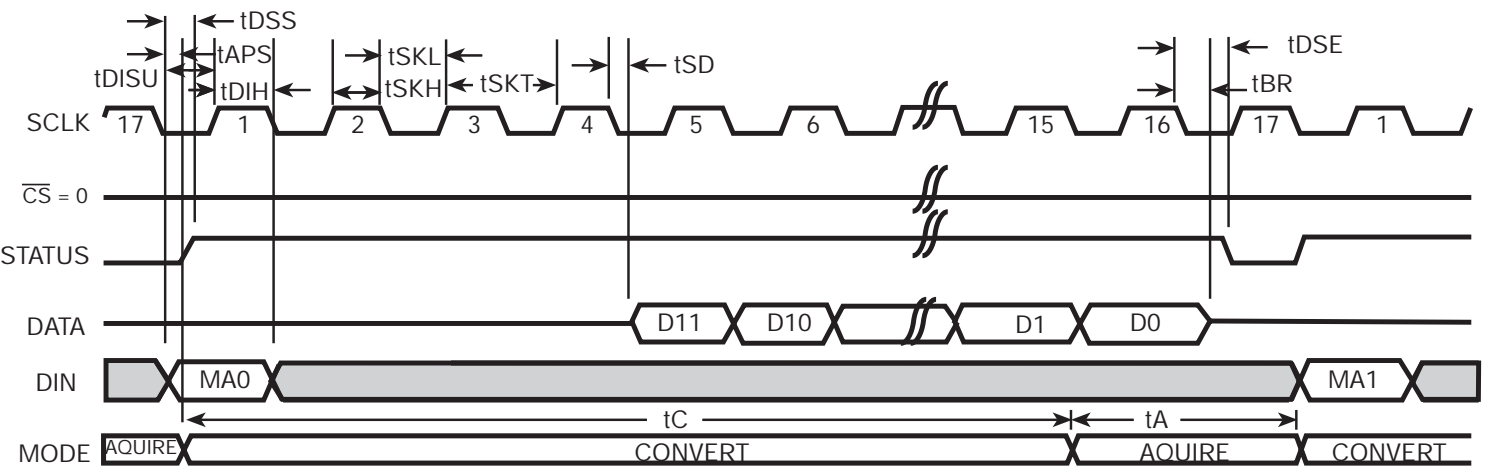 tDSS
tAPS
tSKL
tSD
tDSE
tDISU
tDIH
tSKH
tSKT
tBR
SCLK
17
1
2
3
4
5
6
15
16
17
1
CS = 0
STATUS
DATA
D11
D10
D1
D0
DIN
MA0
MA1
tC
tA
MODE
AQUIRE
CONVERT
AQUIRE
CONVERT